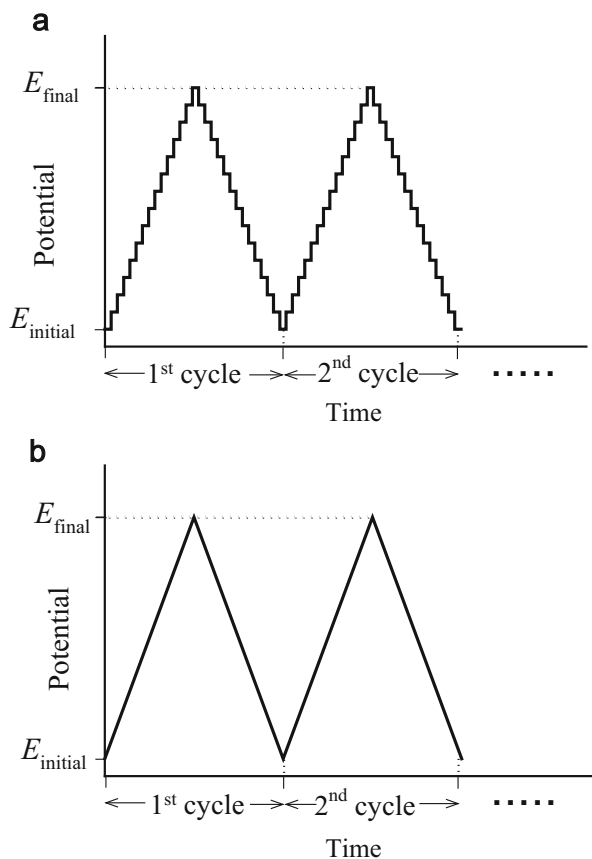 a
E_final
Potential
E_initial
1st cycle 2nd cycle .....
Time
b
E_final
Potential
E_initial
1st cycle 2nd cycle .....
Time